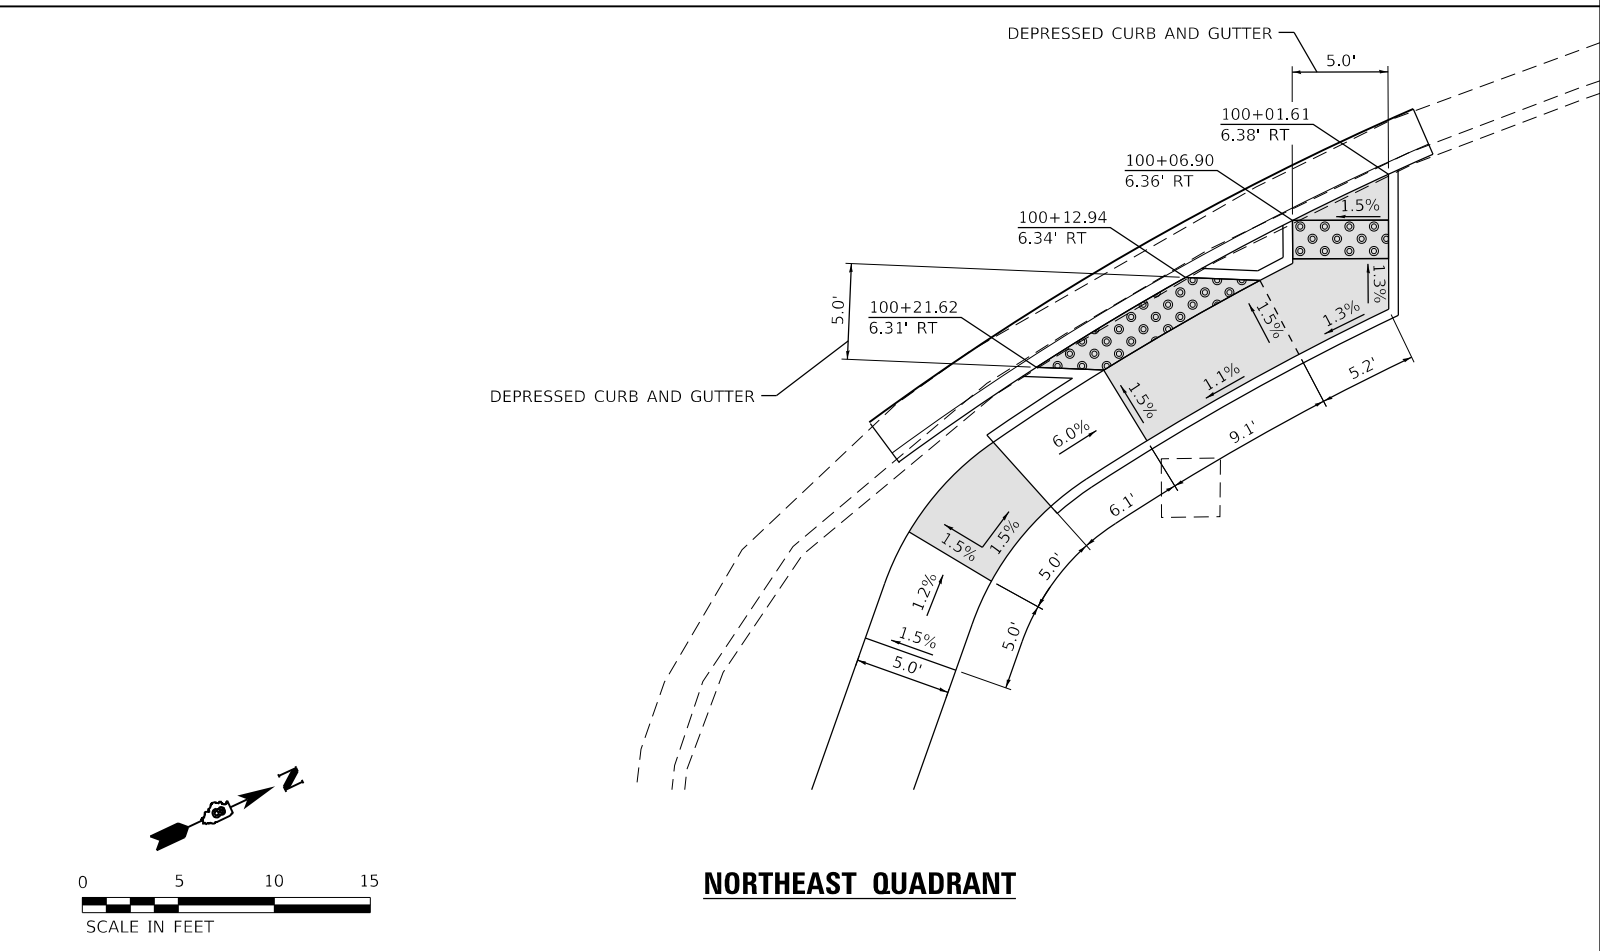 DEPRESSED CURB AND GUTTER
5.0'
100+01.61
6.38' RT
100+06.90
6.36' RT
1.5%
100+12.94
6.34' RT
100+21.62
6.31' RT
5.0'
DEPRESSED CURB AND GUTTER
1.3%
1.3%
1.5%
1.1%
1.5%
5.2'
9.1'
6.0%
6.1'
1.5%
1.5%
5.0'
1.2%
1.5%
5.0'
5.0'
N
0 5 10 15
SCALE IN FEET
NORTHEAST QUADRANT